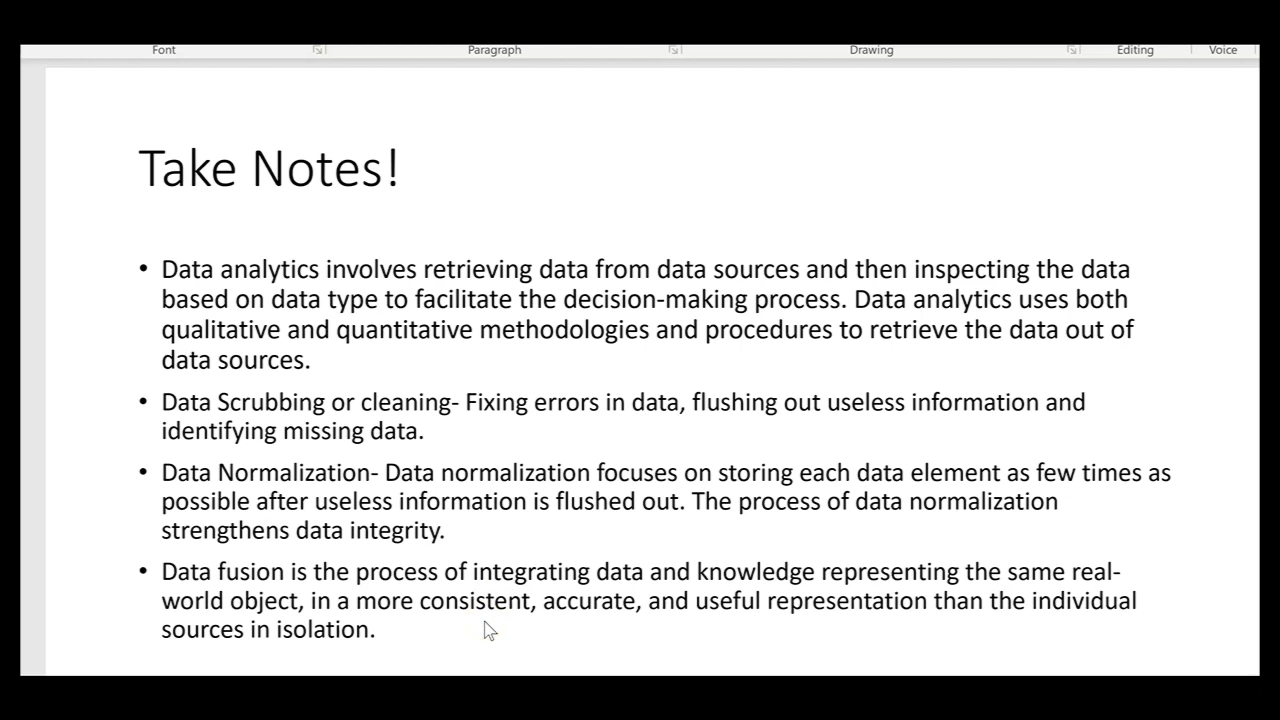 Font Paragraph Drawing Editing Voice
Take Notes!
• Data analytics involves retrieving data from data sources and then inspecting the data
based on data type to facilitate the decision-making process. Data analytics uses both
qualitative and quantitative methodologies and procedures to retrieve the data out of
data sources.
• Data Scrubbing or cleaning- Fixing errors in data, flushing out useless information and
identifying missing data.
• Data Normalization- Data normalization focuses on storing each data element as few times as
possible after useless information is flushed out. The process of data normalization
strengthens data integrity.
• Data fusion is the process of integrating data and knowledge representing the same real-
world object, in a more consistent, accurate, and useful representation than the individual
sources in isolation.